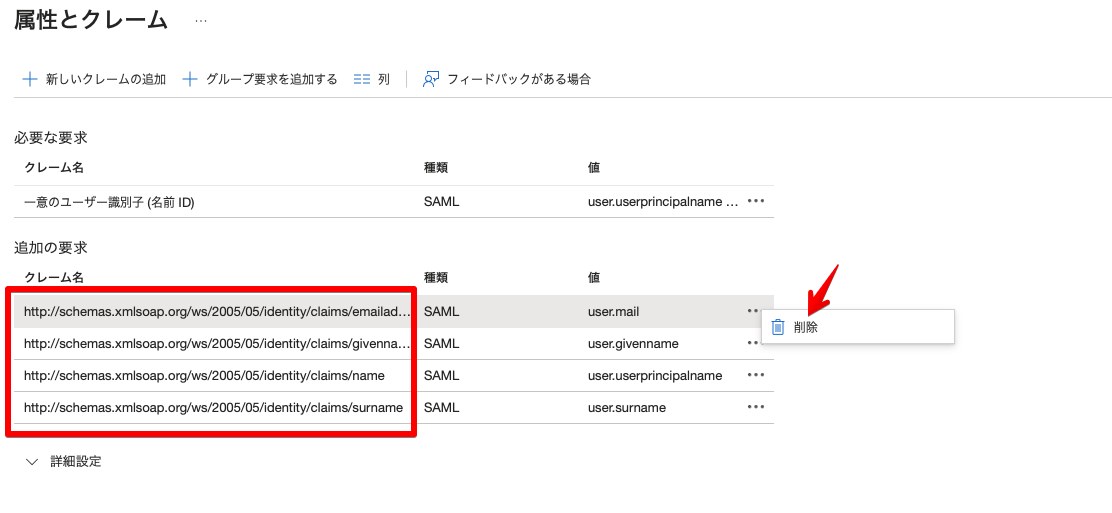 属性とクレーム ...
新しいクレームの追加 グループ要求を追加する 列 フィードバックがある場合
必要な要求
クレーム名 種類 値
一意のユーザー識別子 (名前 ID) SAML user.userprincipalname ...
追加の要求
クレーム名 種類 値
http://schemas.xmlsoap.org/ws/2005/05/identity/claims/emailad... SAML user.mail
削除
http://schemas.xmlsoap.org/ws/2005/05/identity/claims/givenna... SAML user.givenname
http://schemas.xmlsoap.org/ws/2005/05/identity/claims/name SAML user.userprincipalname
http://schemas.xmlsoap.org/ws/2005/05/identity/claims/surname SAML user.surname
詳細設定